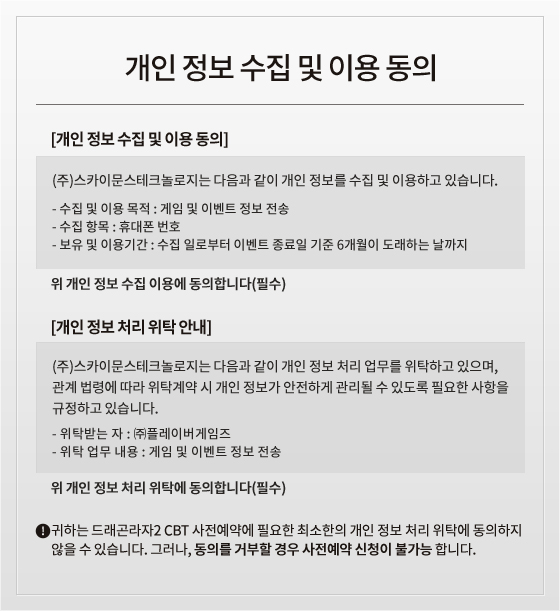 개인 정보 수집 및 이용 동의
[개인 정보 수집 및 이용 동의]
(주)스카이문스테크놀로지는 다음과 같이 개인 정보를 수집 및 이용하고 있습니다.
- 수집 및 이용 목적 : 게임 및 이벤트 정보 전송
- 수집 항목 : 휴대폰 번호
- 보유 및 이용기간 : 수집 일로부터 이벤트 종료일 기준 6개월이 도래하는 날까지
위 개인 정보 수집 이용에 동의합니다(필수)
[개인 정보 처리 위탁 안내]
(주)스카이문스테크놀로지는 다음과 같이 개인 정보 처리 업무를 위탁하고 있으며,
관계 법령에 따라 위탁계약 시 개인 정보가 안전하게 관리될 수 있도록 필요한 사항을
규정하고 있습니다.
- 위탁받는 자 : ㈜플레이버게임즈
- 위탁 업무 내용 : 게임 및 이벤트 정보 전송
위 개인 정보 처리 위탁에 동의합니다(필수)
! 귀하는 드래곤라자2 CBT 사전예약에 필요한 최소한의 개인 정보 처리 위탁에 동의하지
않을 수 있습니다. 그러나, 동의를 거부할 경우 사전예약 신청이 불가능 합니다.